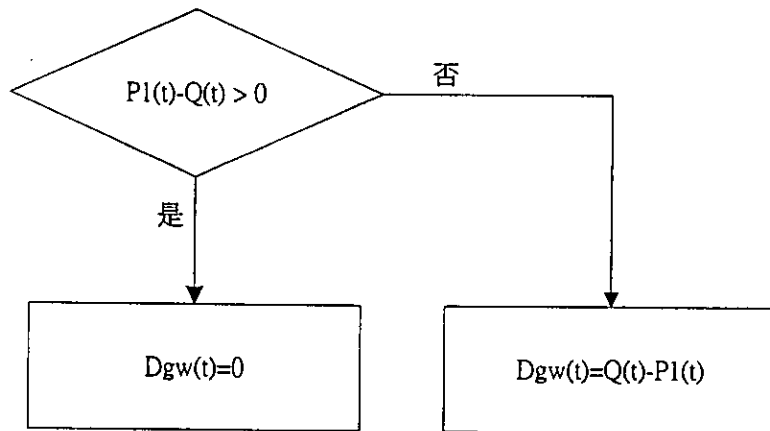 P1(t)-Q(t) > 0
否
是
Dgw(t)=0
Dgw(t)=Q(t)-P1(t)